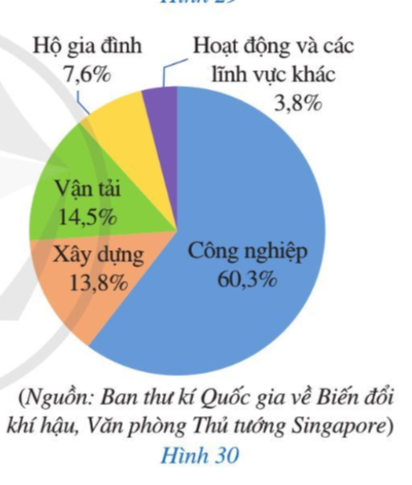 Hộ gia đình
7,6%
Hoạt động và các
lĩnh vực khác
3,8%
Vận tải
14,5%
Xây dựng
13,8%
Công nghiệp
60,3%
(Nguồn: Ban thư kí Quốc gia về Biến đổi
khí hậu, Văn phòng Thủ tướng Singapore)
Hình 30